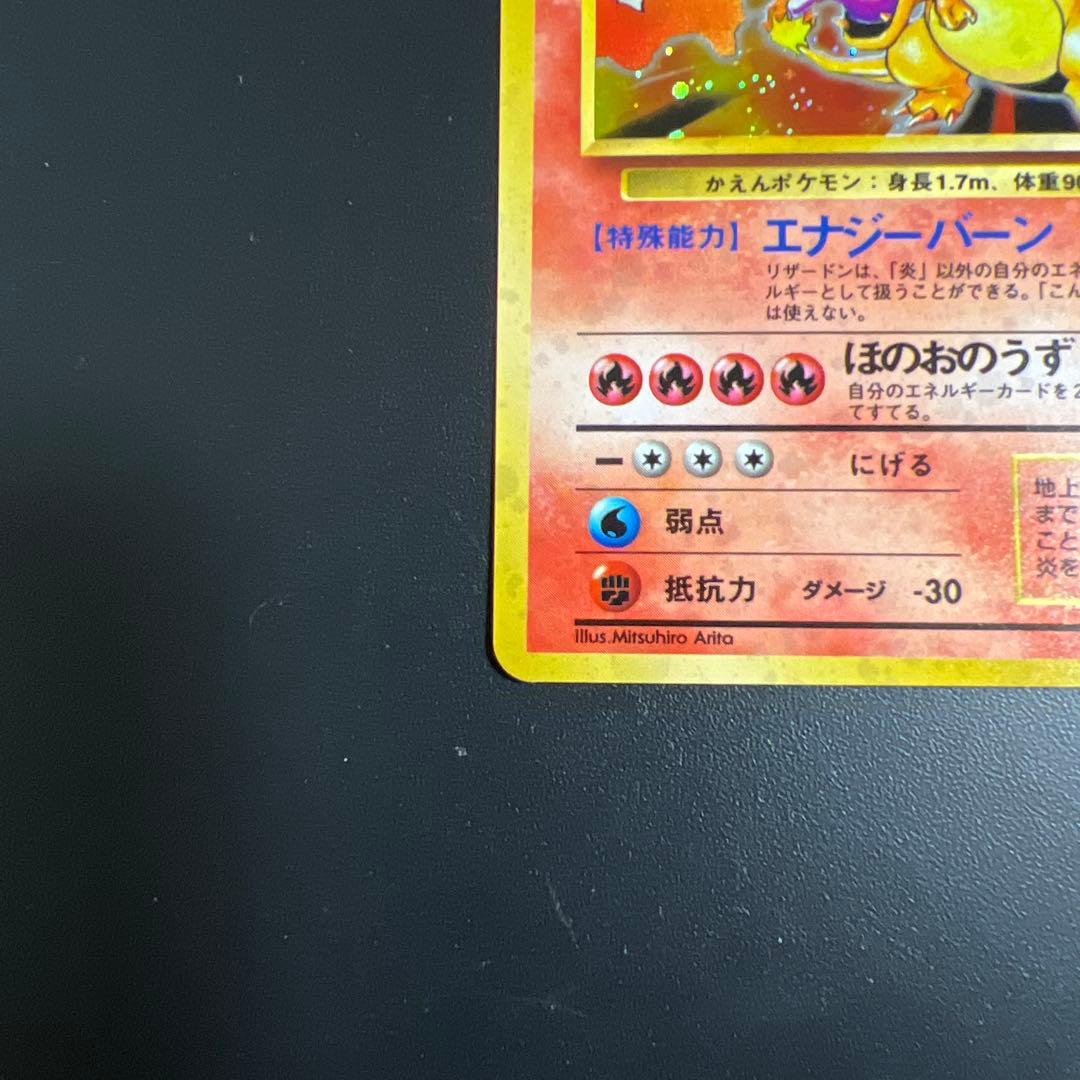 かえんポケモン：身長1.7m、体重90
【特殊能力】 エナジーバーン
リザードンは、「炎」以外の自分のエネ
ルギーとして扱うことができる。「こん
は使えない。
ほのおのうず
自分のエネルギーカードを2
てすてる。
にげる
弱点
抵抗力 ダメージ -30
地上
まで
こと
炎を
Illus.Mitsuhiro Arita